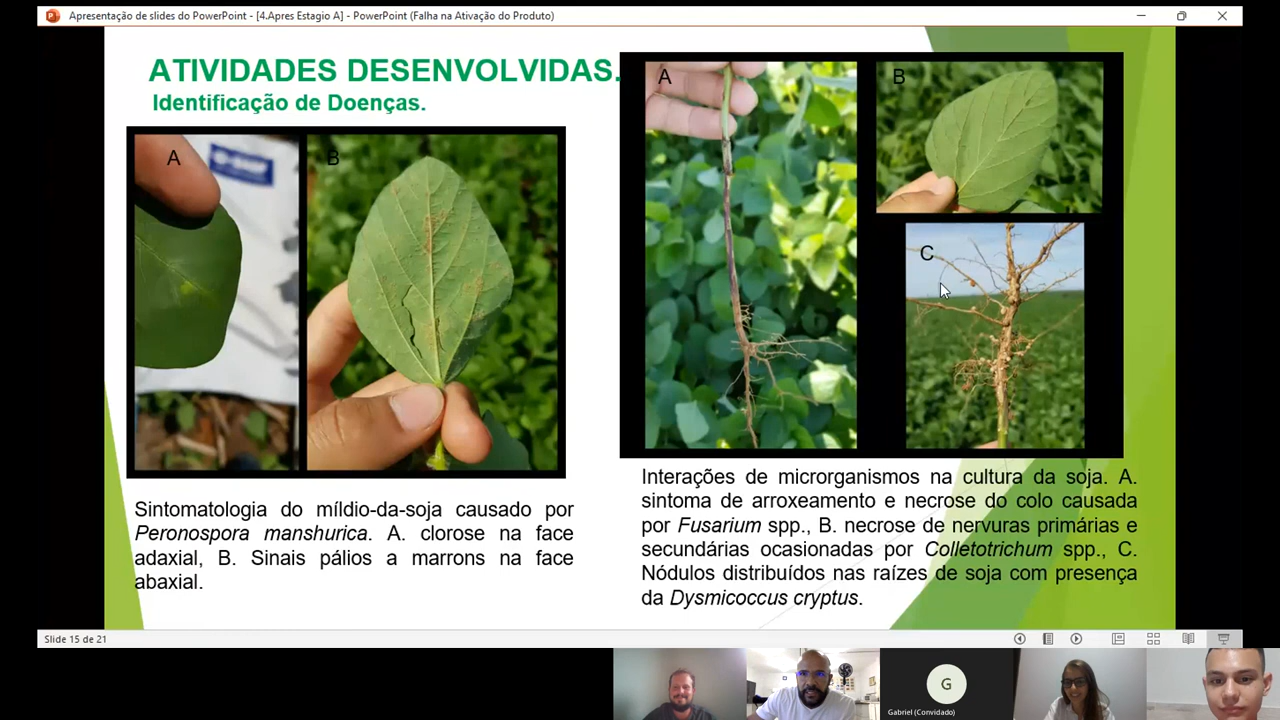 Apresentação de slides do PowerPoint - [4.Apres Estagio A] - PowerPoint (Falha na Ativação do Produto)
ATIVIDADES DESENVOLVIDAS.
Identificação de Doenças.
A
BASF
B
A
B
C
Sintomatologia do míldio-da-soja causado por
Peronospora manshurica. A. clorose na face
adaxial, B. Sinais pálios a marrons na face
abaxial.
Interações de microrganismos na cultura da soja. A.
sintoma de arroxeamento e necrose do colo causada
por Fusarium spp., B. necrose de nervuras primárias e
secundárias ocasionadas por Colletotrichum spp., C.
Nódulos distribuídos nas raízes de soja com presença
da Dysmicoccus cryptus.
Slide 15 de 21
G
Gabriel (Convidado)